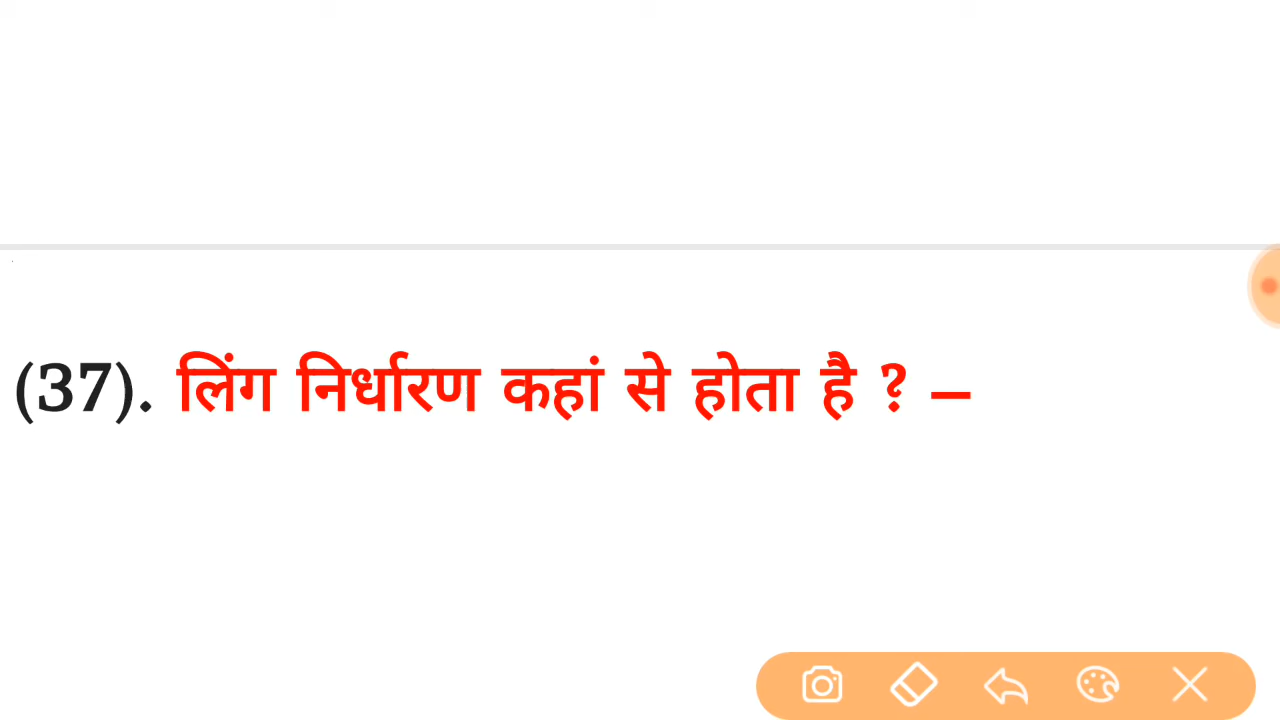 (37). लिंग निर्धारण कहां से होता है ? –